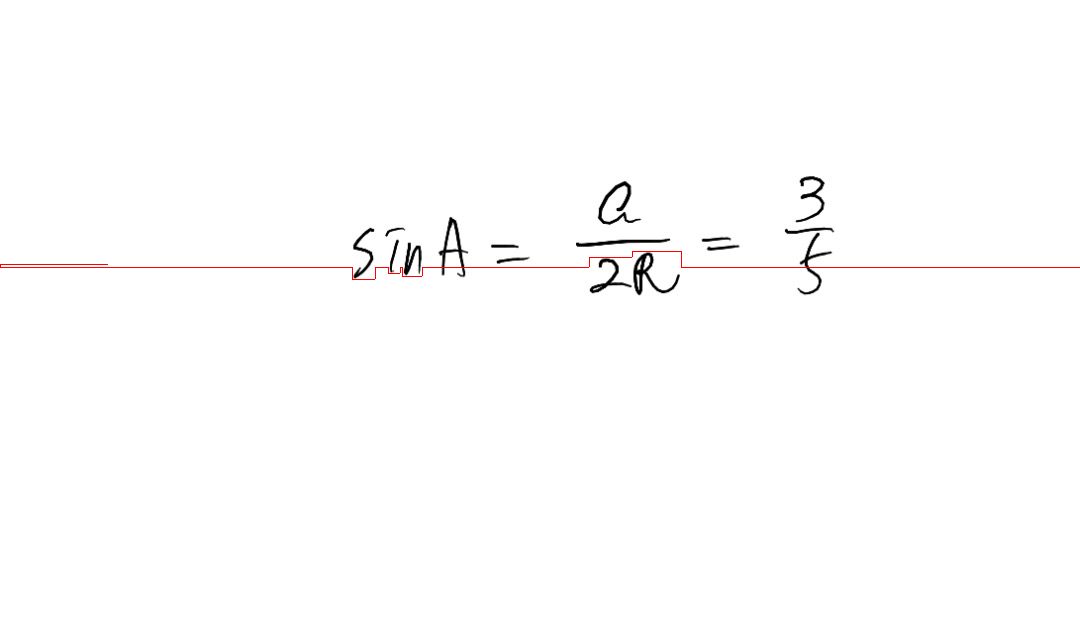 sin A = a/2R = 3/5